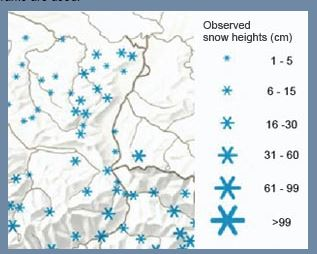 Observed
snow heights (cm)
1 - 5
6 - 15
16 -30
31 - 60
61 - 99
>99